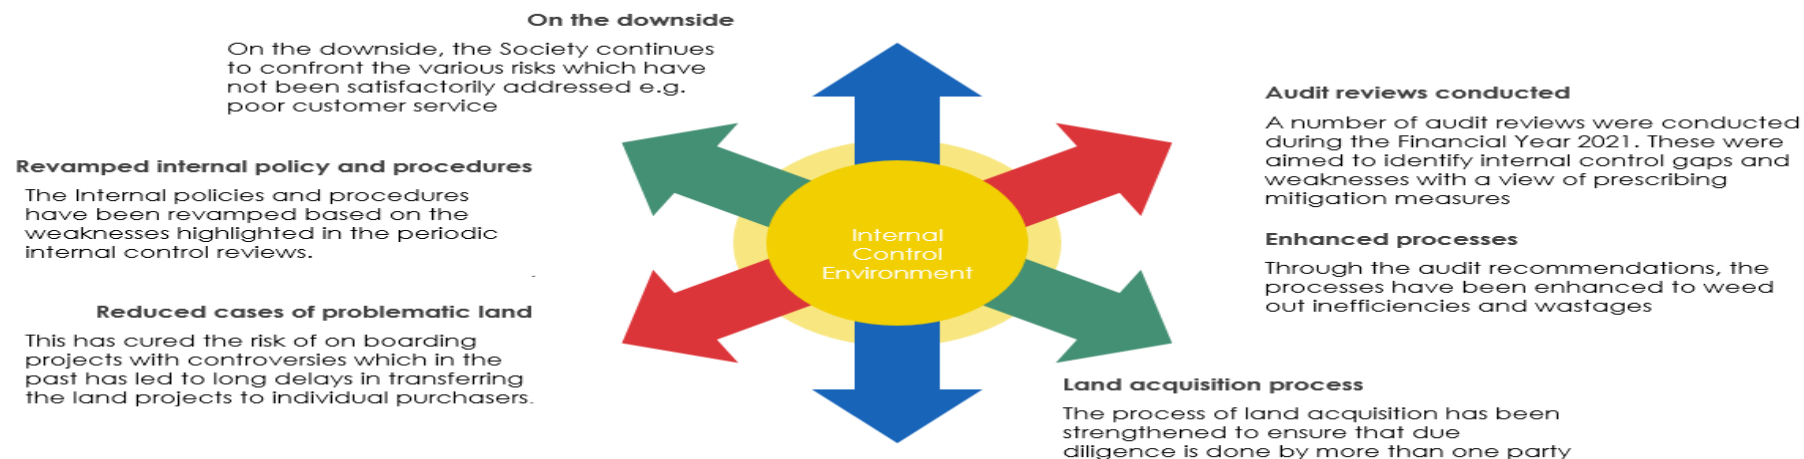 On the downside
On the downside, the Society continues
to confront the various risks which have
not been satisfactorily addressed e.g.
poor customer service
Revamped internal policy and procedures
The Internal policies and procedures
have been revamped based on the
weaknesses highlighted in the periodic
internal control reviews.
.
Reduced cases of problematic land
This has cured the risk of on boarding
projects with controversies which in the
past has led to long delays in transferring
the land projects to individual purchasers.
Internal
Control
Environment
Audit reviews conducted
A number of audit reviews were conducted
during the Financial Year 2021. These were
aimed to identify internal control gaps and
weaknesses with a view of prescribing
mitigation measures
Enhanced processes
Through the audit recommendations, the
processes have been enhanced to weed
out inefficiencies and wastages
Land acquisition process
The process of land acquisition has been
strengthened to ensure that due
diligence is done by more than one party